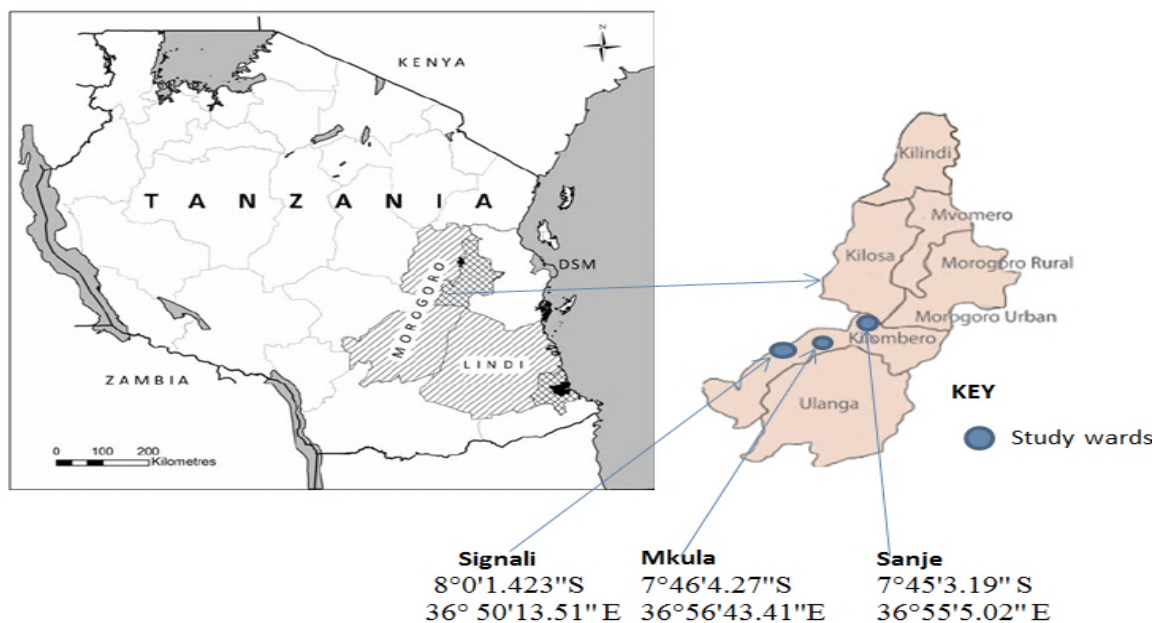 N
KENYA
TANZANIA
DSM
MOROGORO
LINDI
ZAMBIA
0 100 200
Kilometres
Kilindi
Mvomero
Kilosa
Morogoro Rural
Morogoro Urban
Kilombero
Ulanga
KEY
Study wards
Signali
8°0'1.423"S
36° 50'13.51" E
Mkula
7°46'4.27"S
36°56'43.41"E
Sanje
7°45'3.19" S
36°55'5.02" E